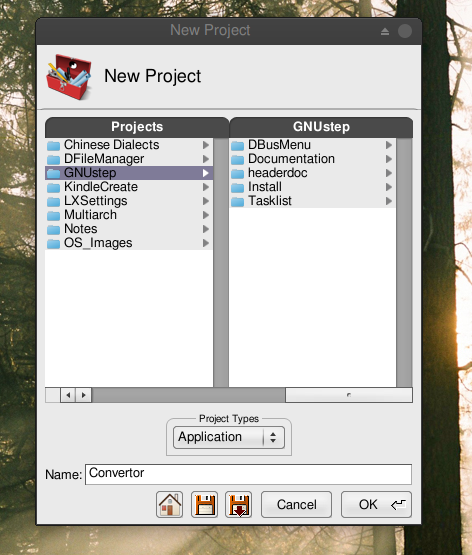 New Project
New Project
Projects
GNUstep
Chinese Dialects
DFileManager
GNUstep
KindleCreate
LXSettings
Multiarch
Notes
OS_Images
DBusMenu
Documentation
headerdoc
Install
Tasklist
Project Types
Application
Name: Convertor
Cancel
OK